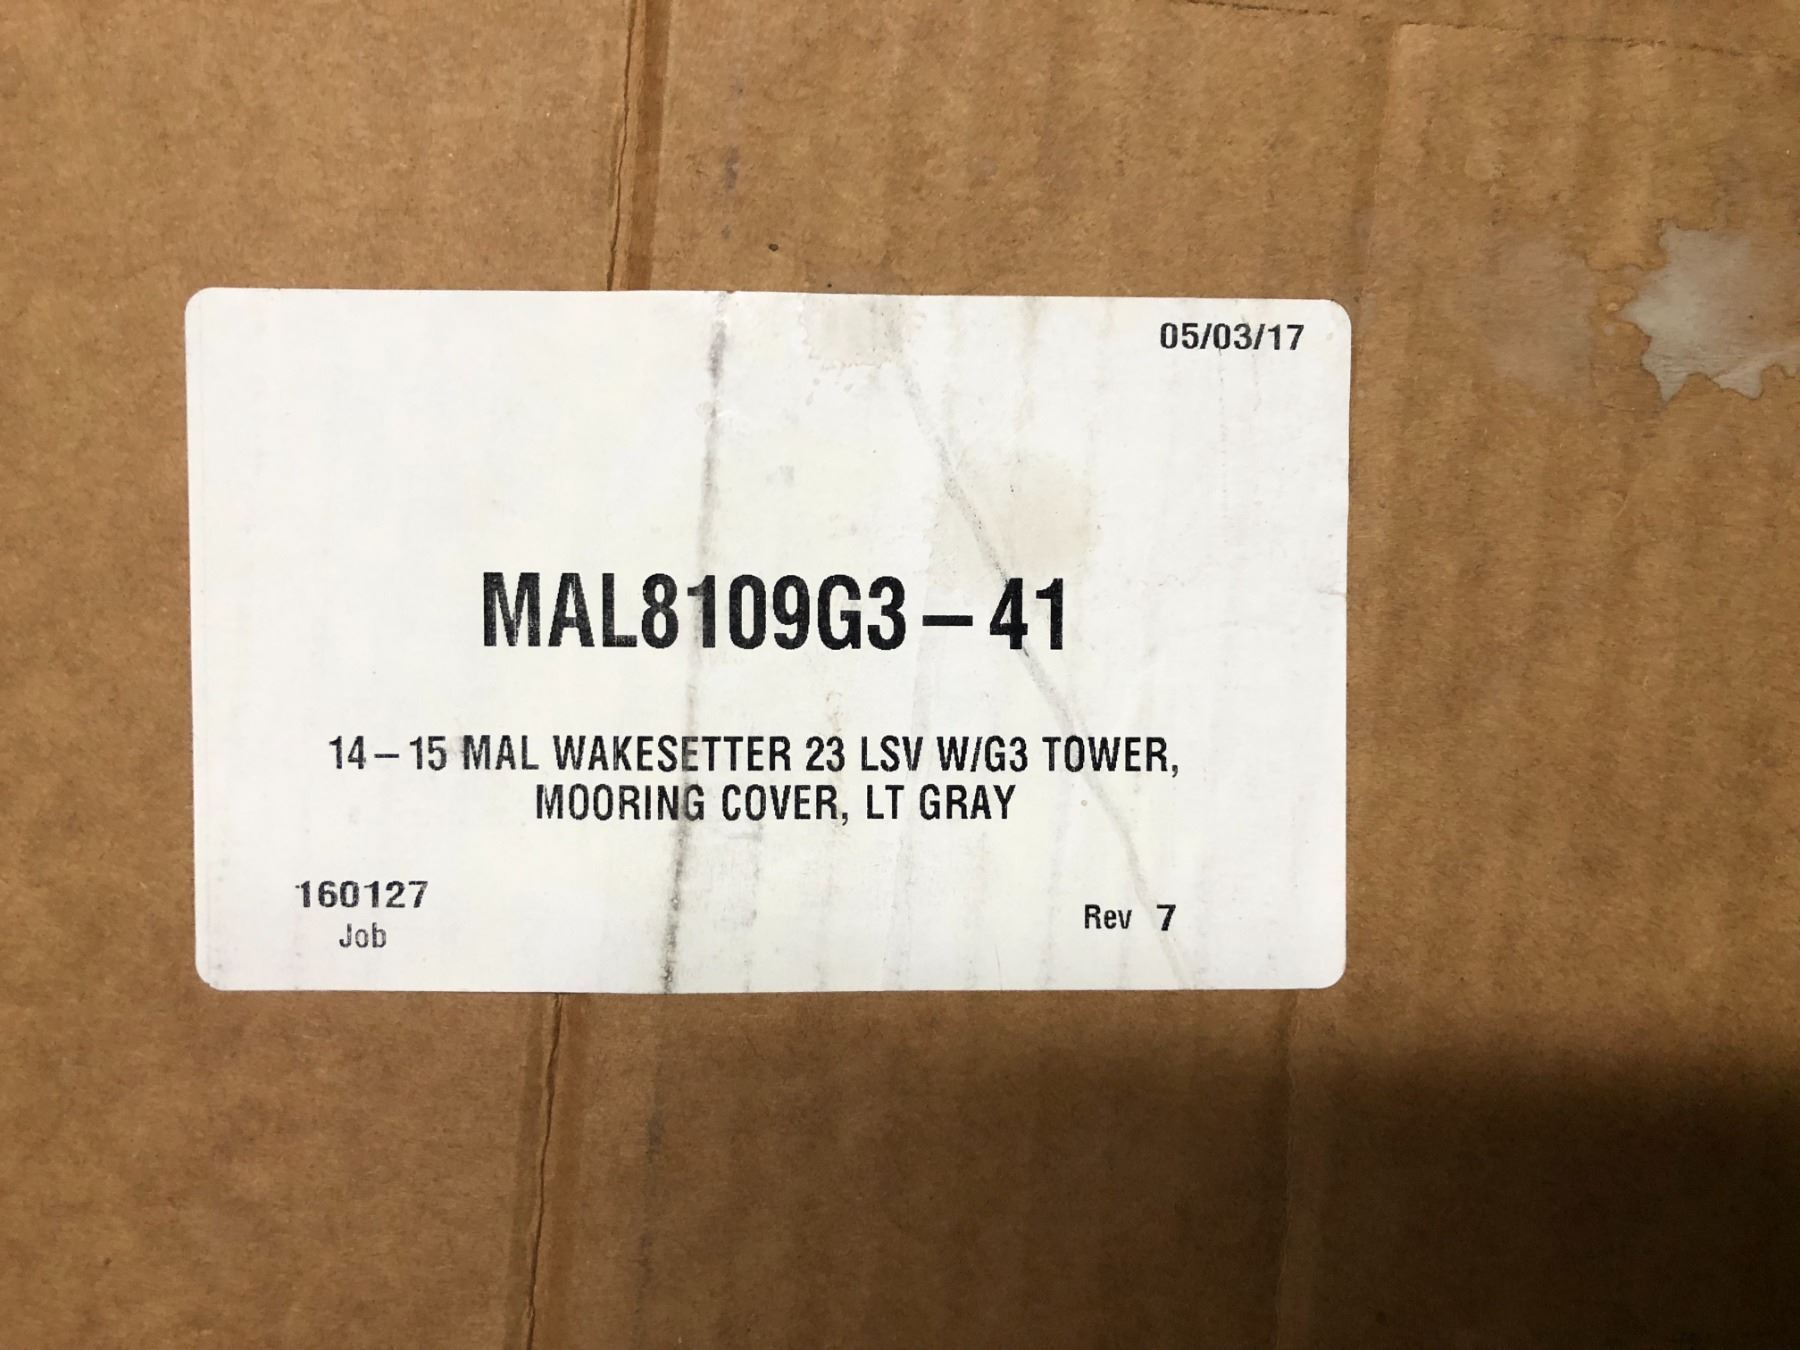 05/03/17
MAL8109G3-41
14-15 MAL WAKESETTER 23 LSV W/G3 TOWER,
MOORING COVER, LT GRAY
160127
Job
Rev 7